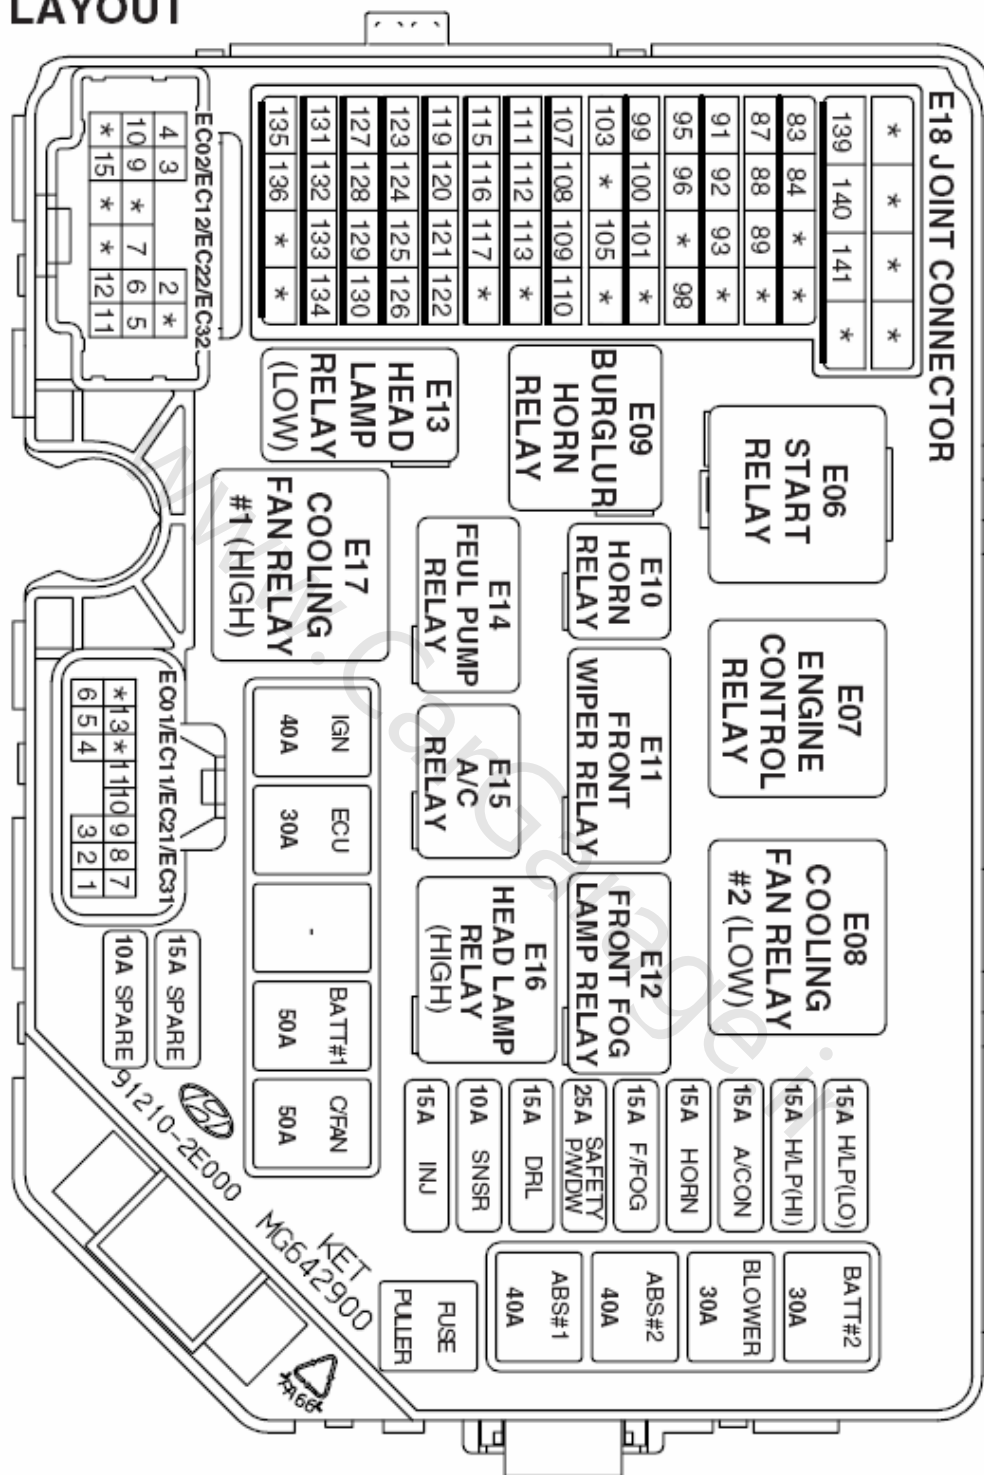 LAYOUT
E18 JOINT CONNECTOR
* * * *
139 140 141 *
83 84 * *
87 88 89 *
91 92 93 *
95 96 * 98
99 100 101 *
103 * 105 *
107 108 109 110
111 112 113 *
115 116 117 *
119 120 121 122
123 124 125 126
127 128 129 130
131 132 133 134
135 136 * *
EC02/EC12/EC22/EC32
4 3 2 *
10 9 * 7 6 5
* 15 * * 12 11
E06
START
RELAY
E07
ENGINE
CONTROL
RELAY
E08
COOLING
FAN RELAY
#2 (LOW)
E09
BURGLUR
HORN
RELAY
E10
HORN
RELAY
E11
FRONT
WIPER RELAY
E12
FRONT FOG
LAMP RELAY
E13
HEAD
LAMP
RELAY
(LOW)
E14
FEUL PUMP
RELAY
E15
A/C
RELAY
E16
HEAD LAMP
RELAY
(HIGH)
E17
COOLING
FAN RELAY
#1 (HIGH)
IGN
40A
ECU
30A
-
BATT#1
50A
C/FAN
50A
EC01/EC11/EC21/EC31
* 13 * 11 10 9 8 7
6 5 4 3 2 1
15A SPARE
10A SPARE
15A H/LP(LO)
15A H/LP(HI)
15A A/CON
15A HORN
15A F/FOG
25A SAFETY
P/WDW
15A DRL
10A SNSR
15A INJ
BATT#2
30A
BLOWER
30A
ABS#2
40A
ABS#1
40A
FUSE
PULLER
91210-2E000
KET
MG642900
www.CarGarage.ir